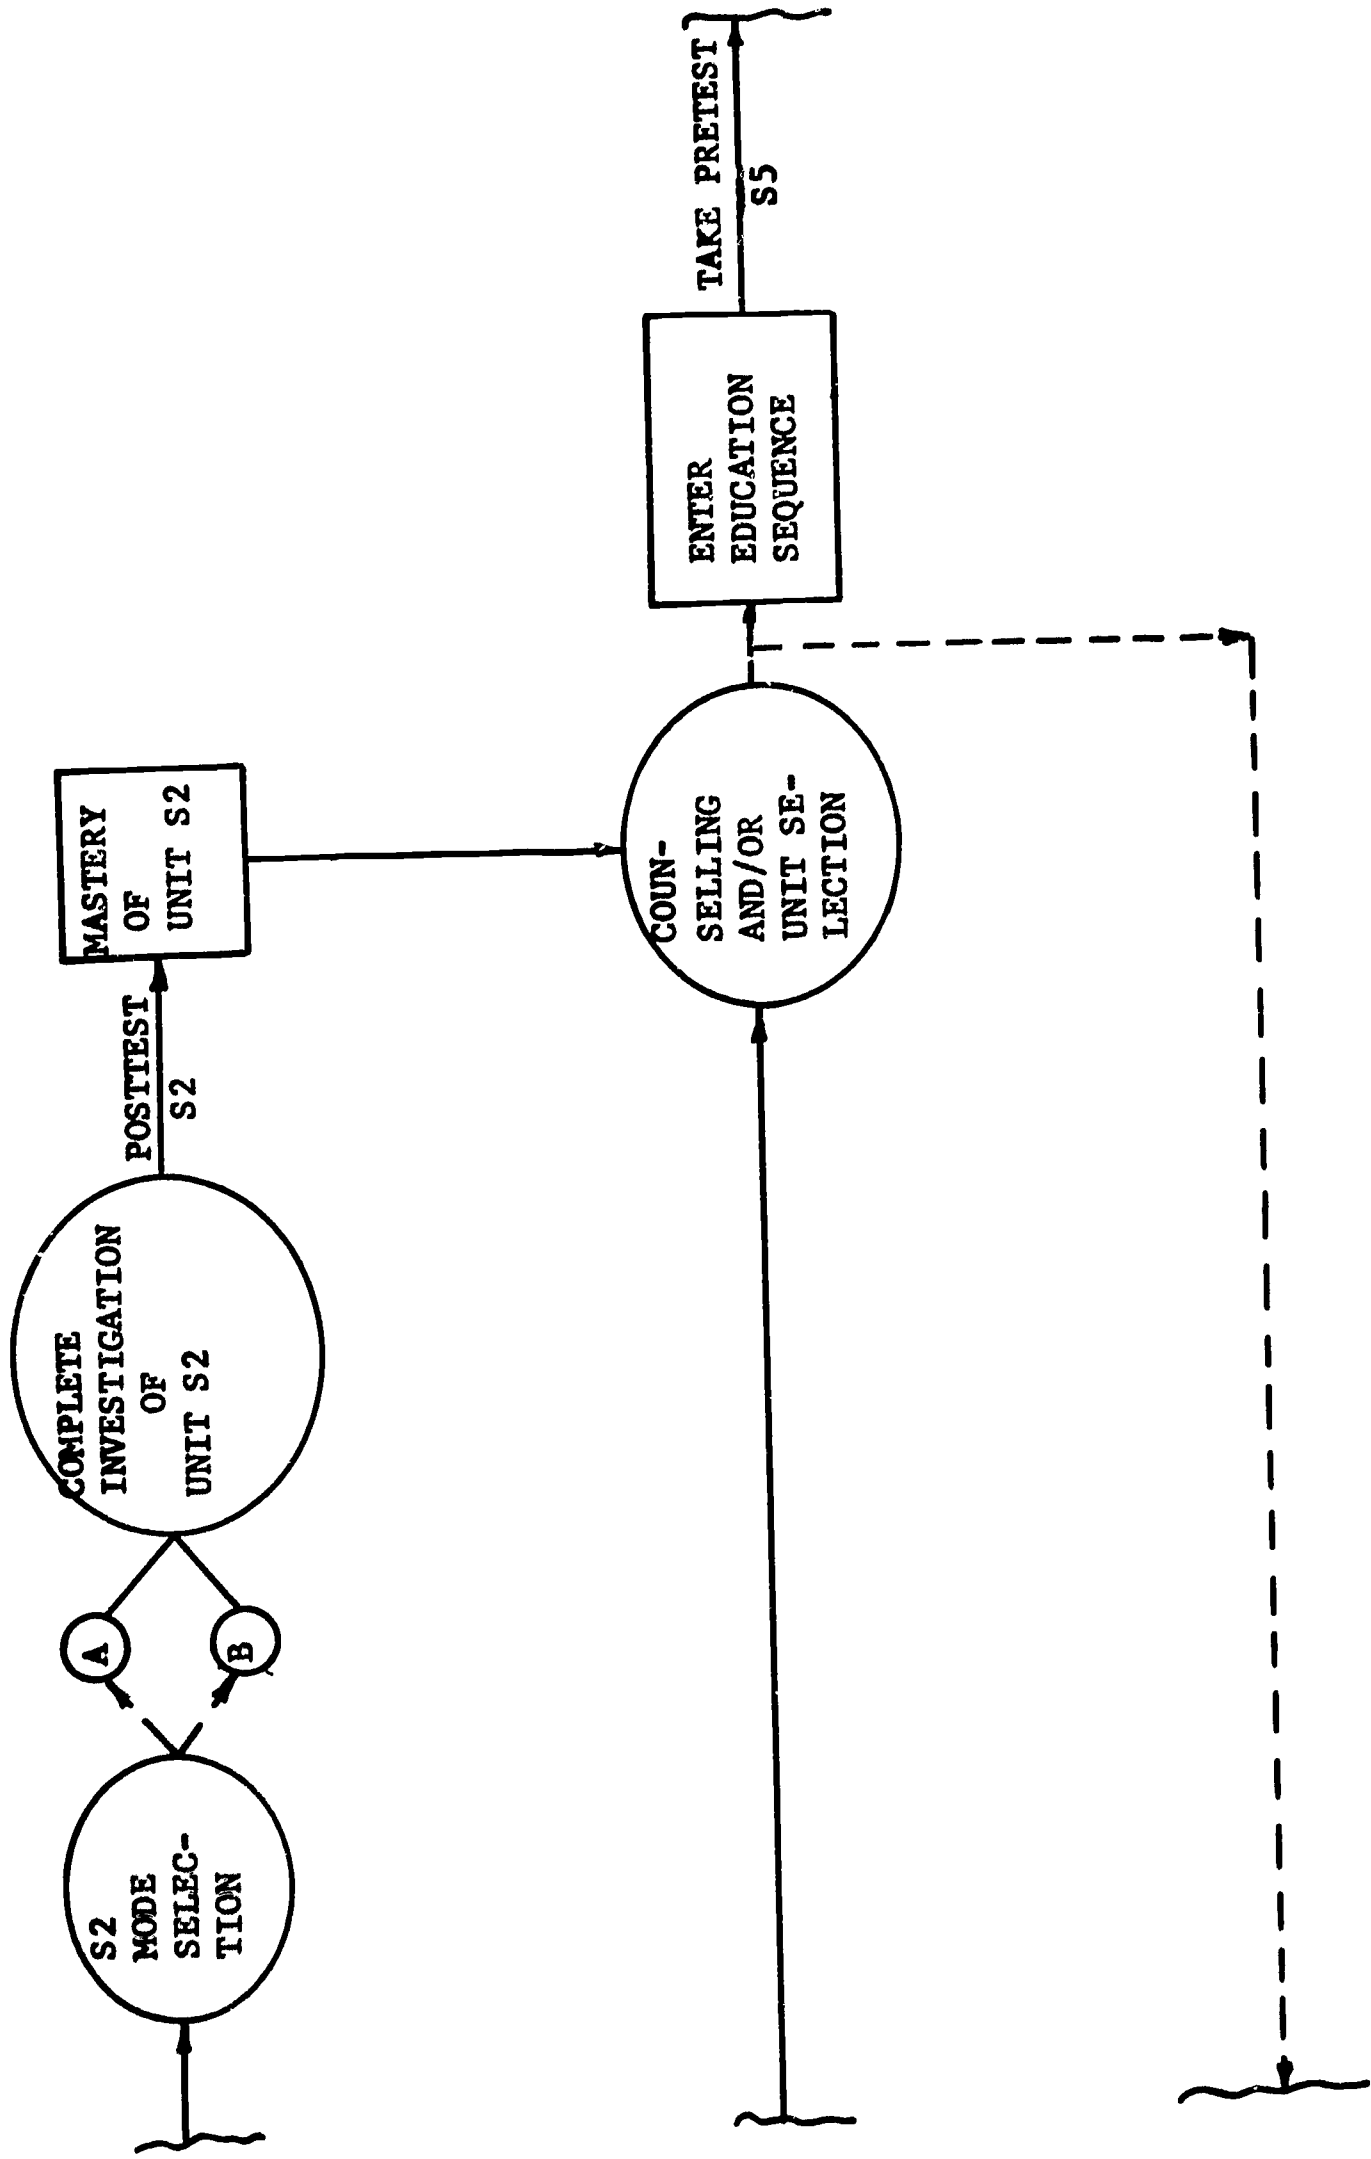 S2
MODE
SELEC-
TION
A
B
COMPLETE
INVESTIGATION
OF
UNIT S2
POSTTEST
S2
MASTERY
OF
UNIT S2
COUN-
SELLING
AND/OR
UNIT SE-
LECTION
ENTER
EDUCATION
SEQUENCE
TAKE PRETEST
S5